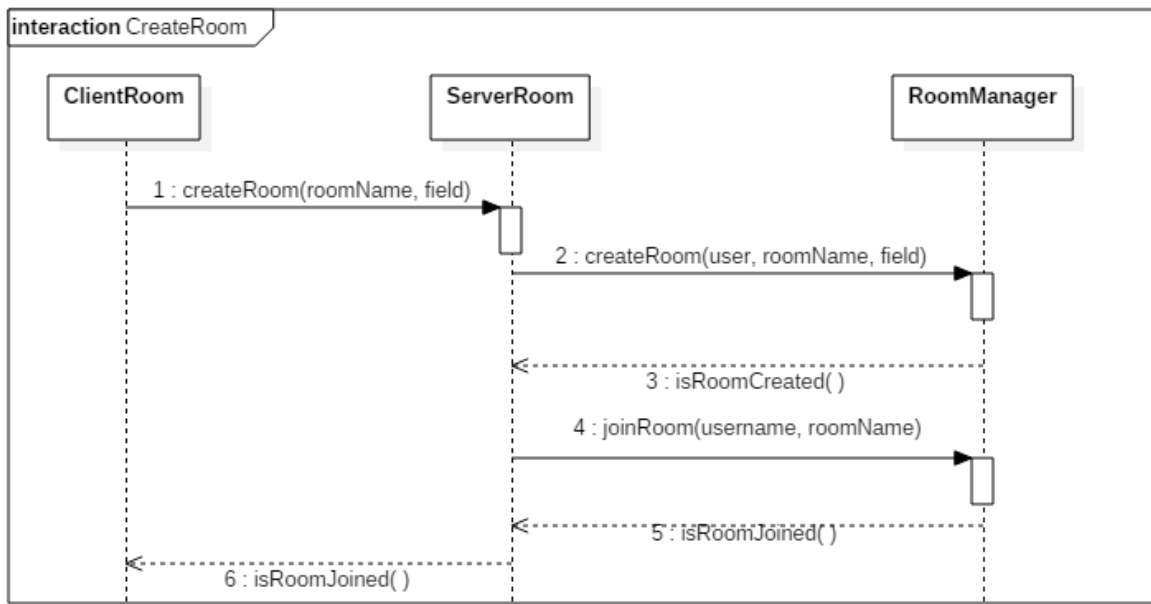 interaction CreateRoom
ClientRoom
ServerRoom
RoomManager
1 : createRoom(roomName, field)
2 : createRoom(user, roomName, field)
3 : isRoomCreated( )
4 : joinRoom(username, roomName)
5 : isRoomJoined( )
6 : isRoomJoined( )